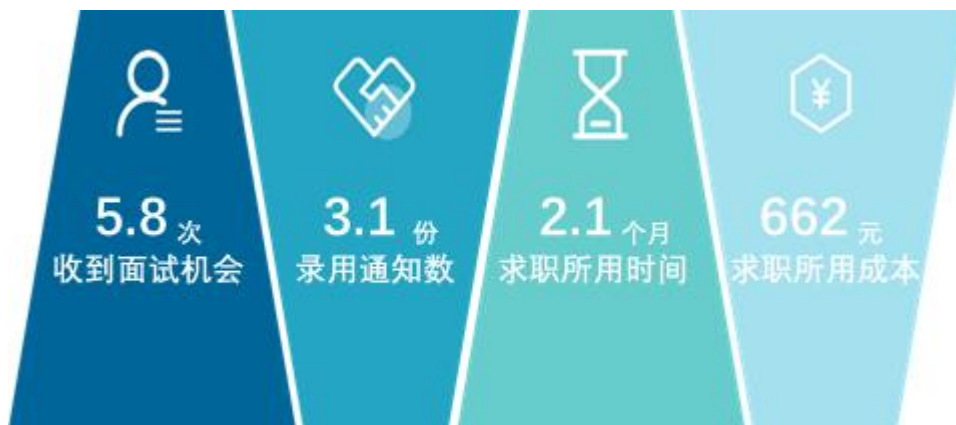 5.8 次
收到面试机会
3.1 份
录用通知数
2.1 个月
求职所用时间
¥
662 元
求职所用成本